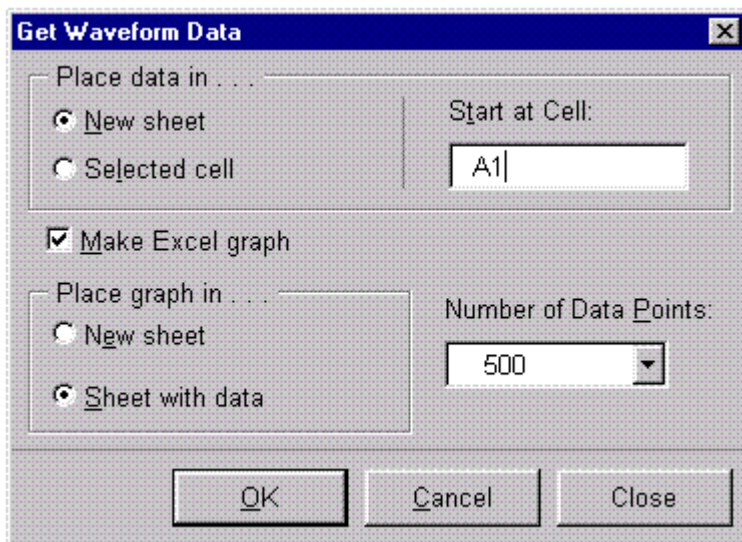 Get Waveform Data
Place data in . . .
New sheet
Selected cell
Start at Cell:
A1
Make Excel graph
Place graph in . . .
New sheet
Sheet with data
Number of Data Points:
500
OK
Cancel
Close